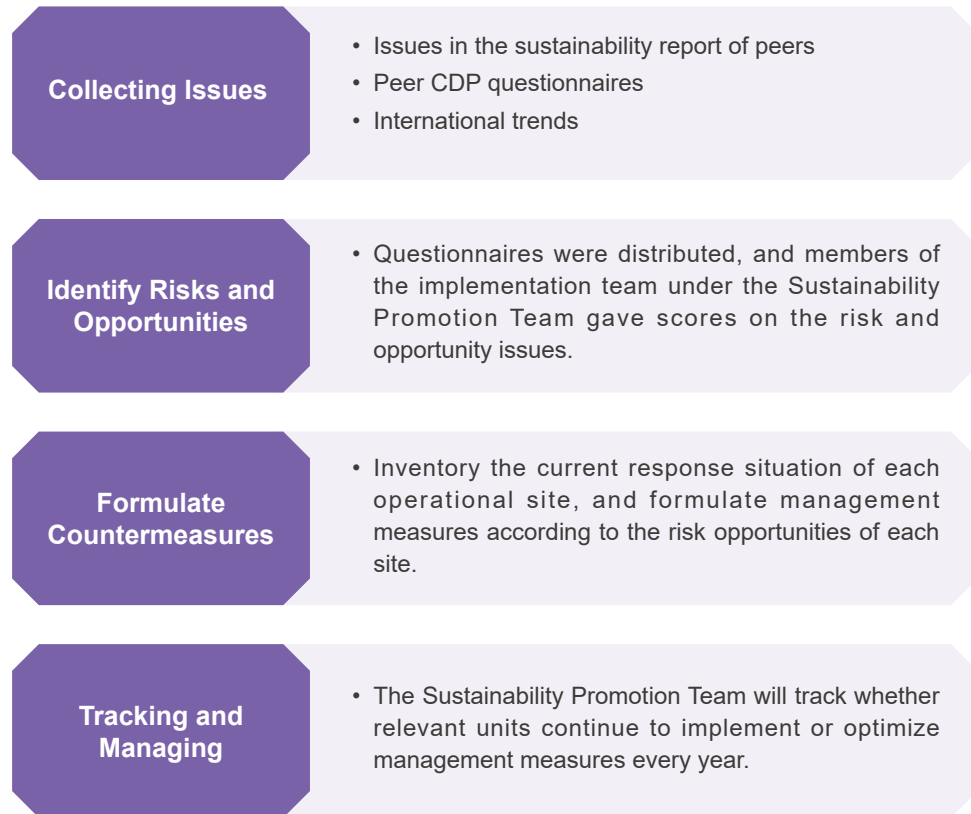 Collecting Issues
• Issues in the sustainability report of peers
• Peer CDP questionnaires
• International trends
Identify Risks and
Opportunities
• Questionnaires were distributed, and members of
the implementation team under the Sustainability
Promotion Team gave scores on the risk and
opportunity issues.
Formulate
Countermeasures
• Inventory the current response situation of each
operational site, and formulate management
measures according to the risk opportunities of each
site.
Tracking and
Managing
• The Sustainability Promotion Team will track whether
relevant units continue to implement or optimize
management measures every year.